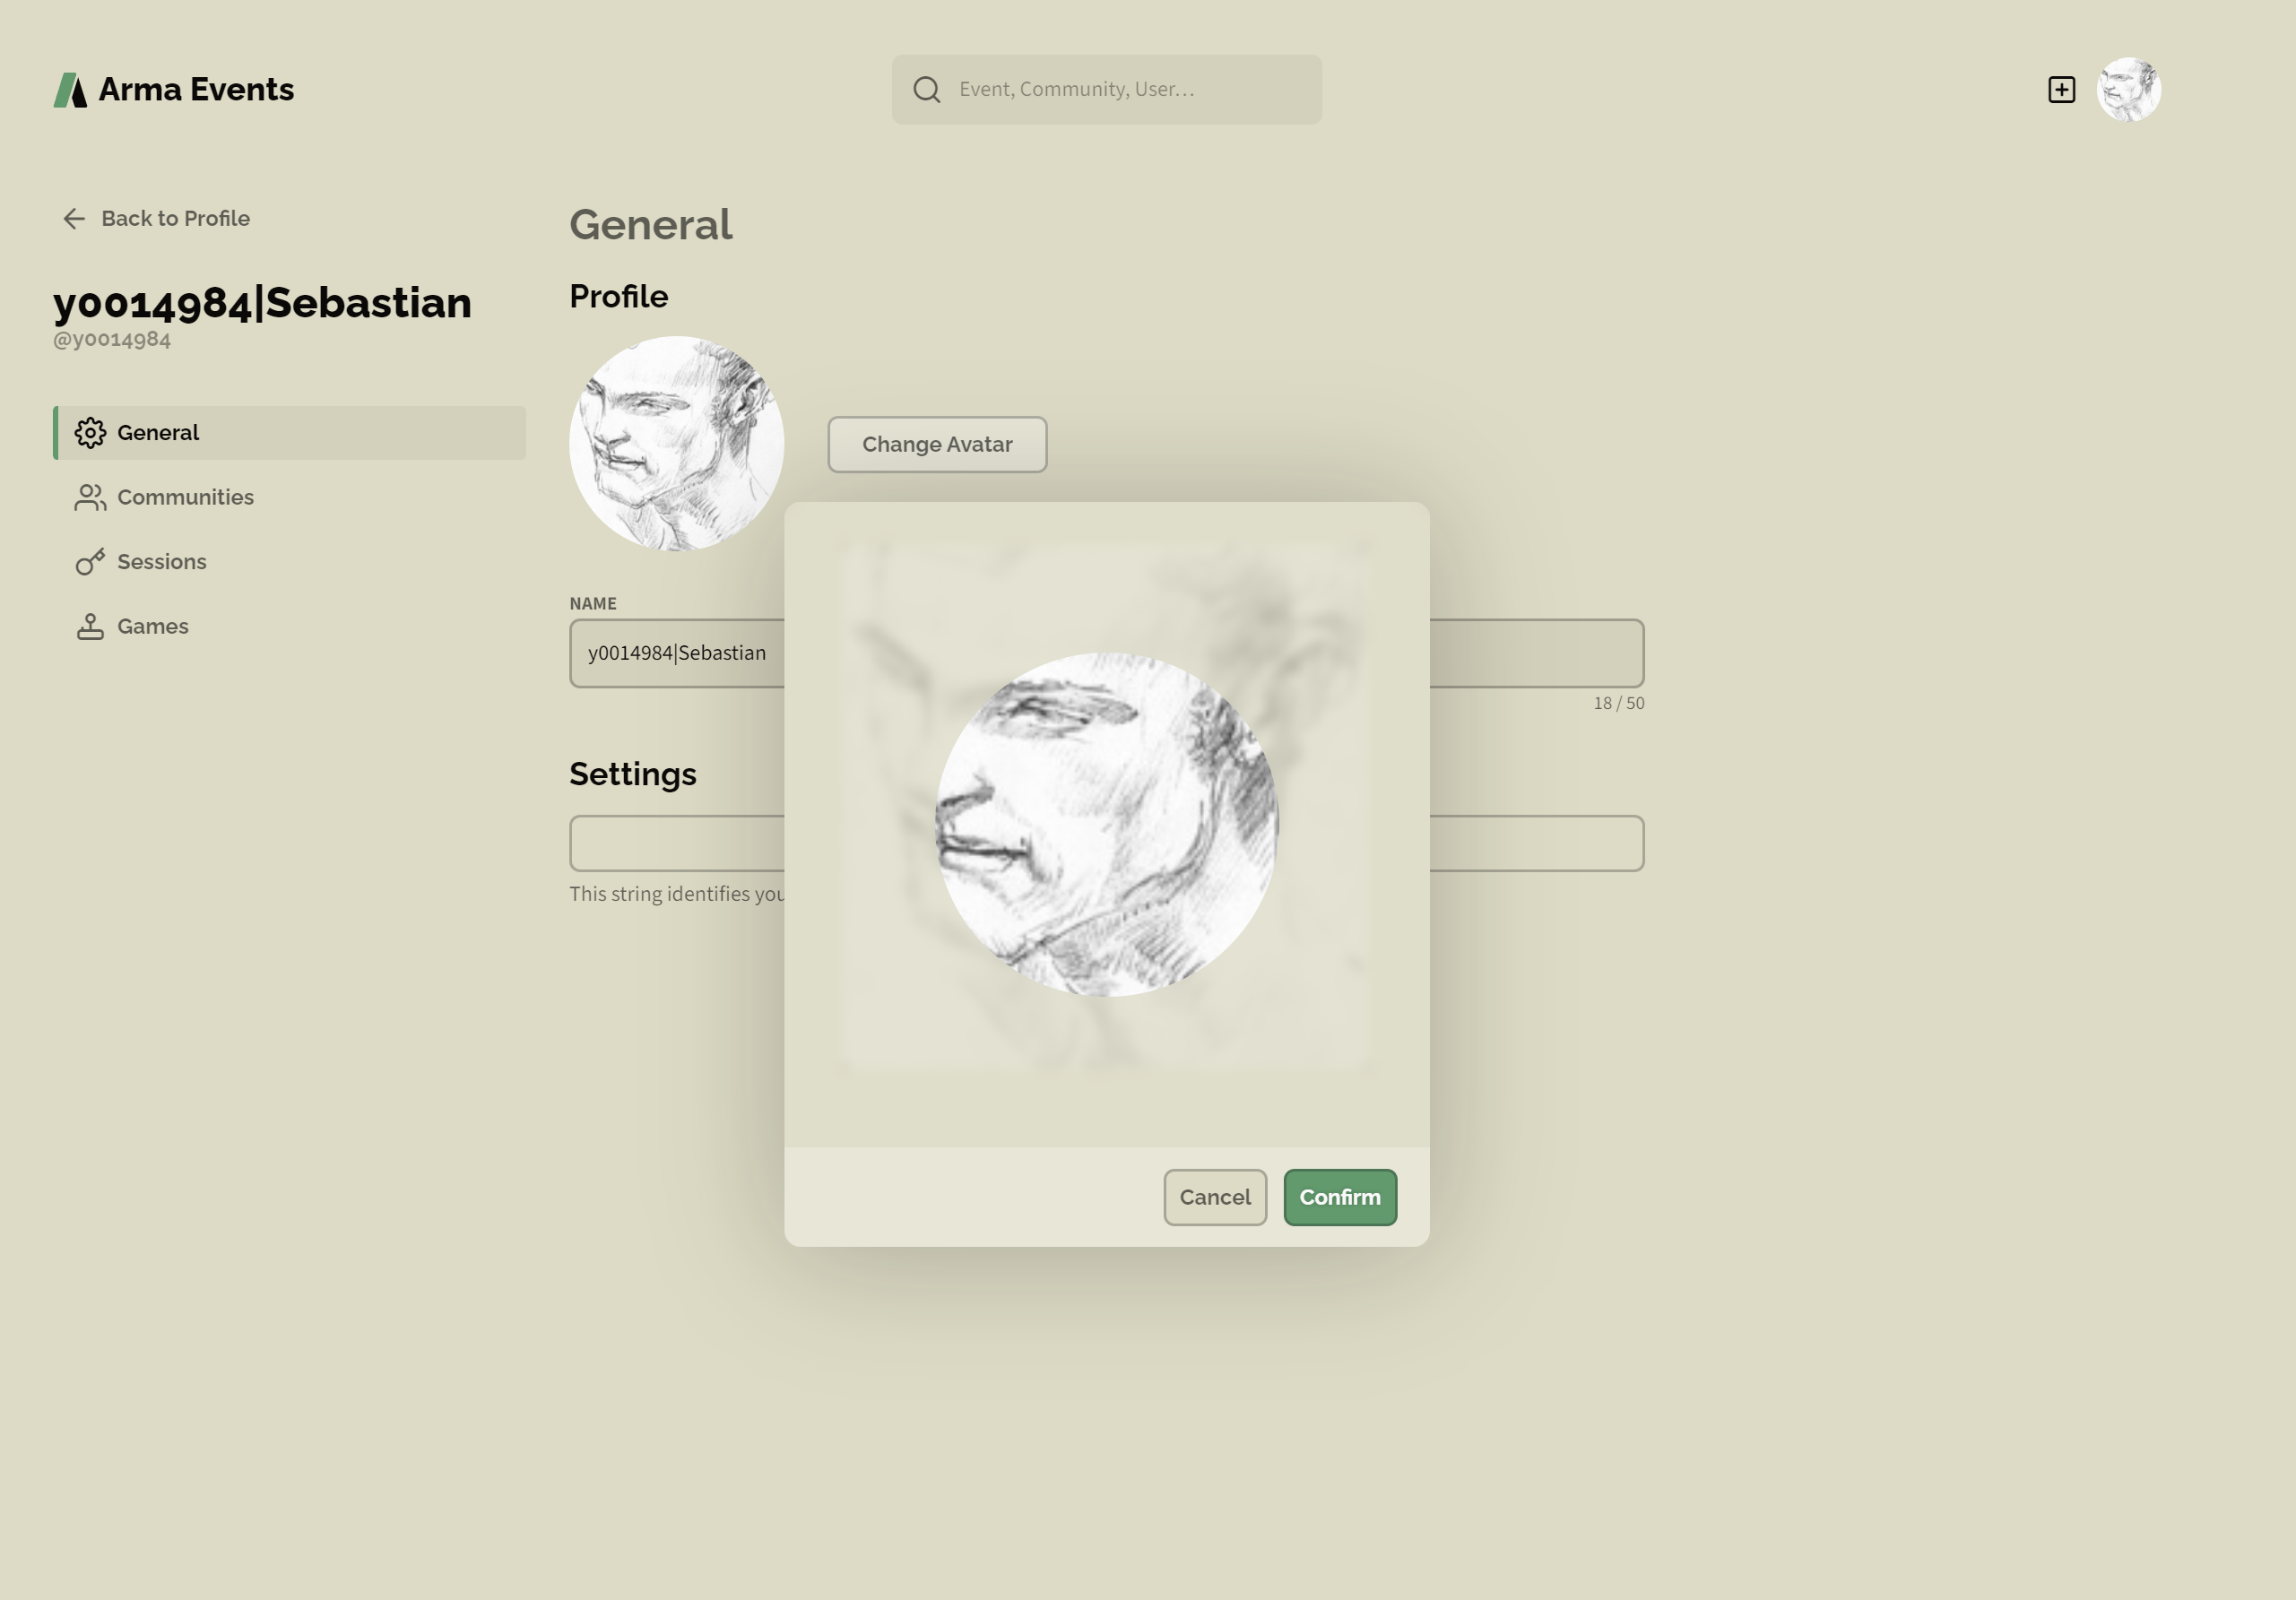 Arma Events
Event, Community, User...
Back to Profile
y0014984|Sebastian
@y0014984
General
Communities
Sessions
Games
General
Profile
Change Avatar
NAME
y0014984|Sebastian
18 / 50
Settings
This string identifies you
Cancel
Confirm